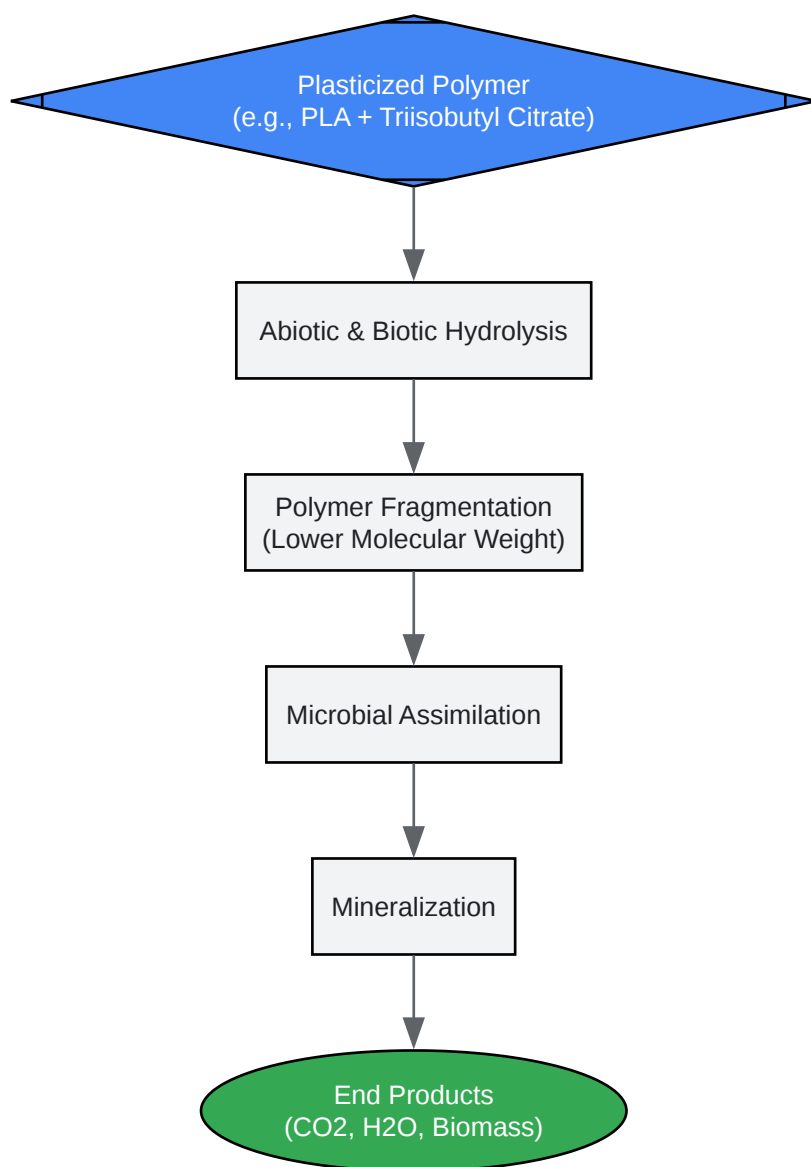 Plasticized Polymer
(e.g., PLA + Triisobutyl Citrate)
Abiotic & Biotic Hydrolysis
Polymer Fragmentation
(Lower Molecular Weight)
Microbial Assimilation
Mineralization
End Products
(CO2, H2O, Biomass)